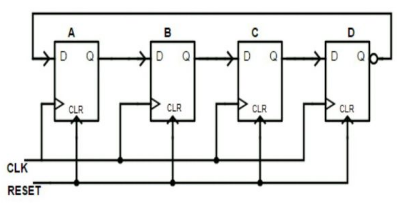 A B C D
D Q D Q D Q D Q
CLR CLR CLR CLR
CLK
RESET